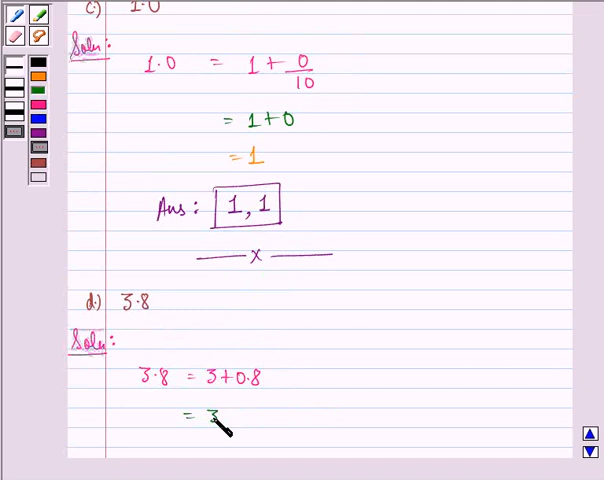 c.) 1.0
Soln:
1.0 = 1 + 0/10
= 1 + 0
= 1
Ans: 1, 1
x
d.) 3.8
Soln:
3.8 = 3 + 0.8
= 3